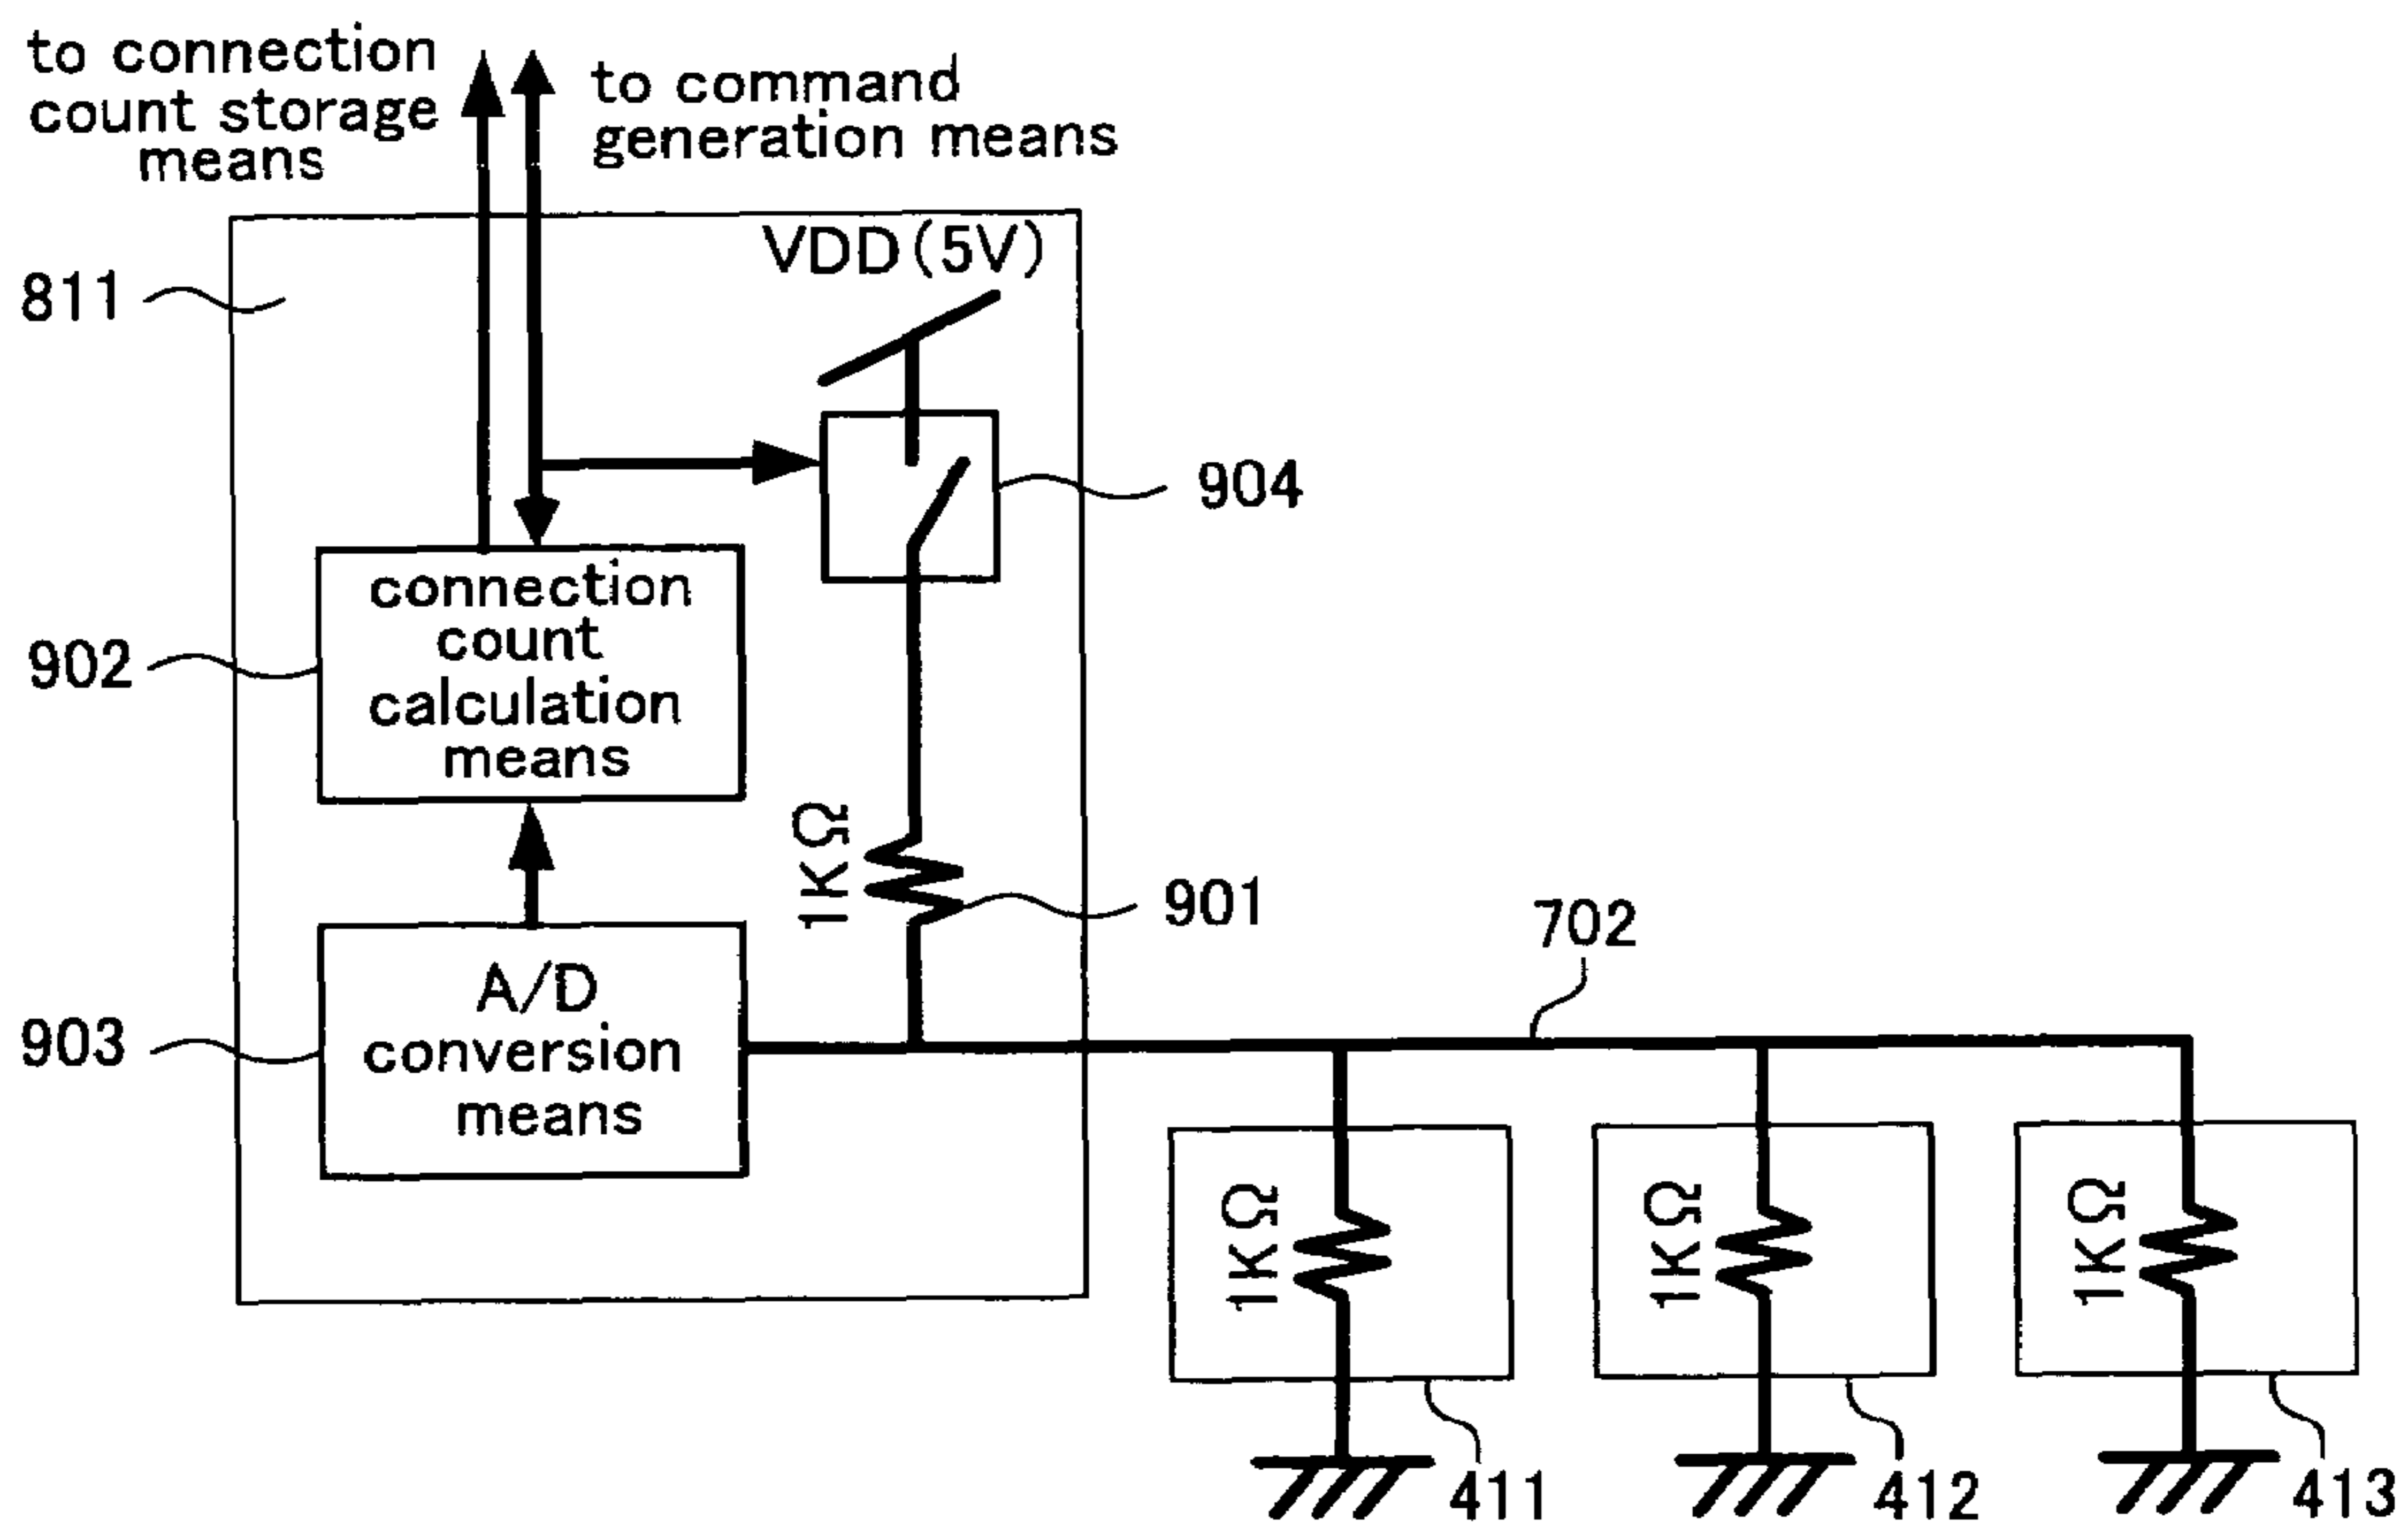 to connection
count storage
means
to command
generation means
VDD(5V)
811
904
connection
count
calculation
means
902
1KΩ
901
702
A/D
conversion
means
903
1KΩ
1KΩ
1KΩ
411
412
413